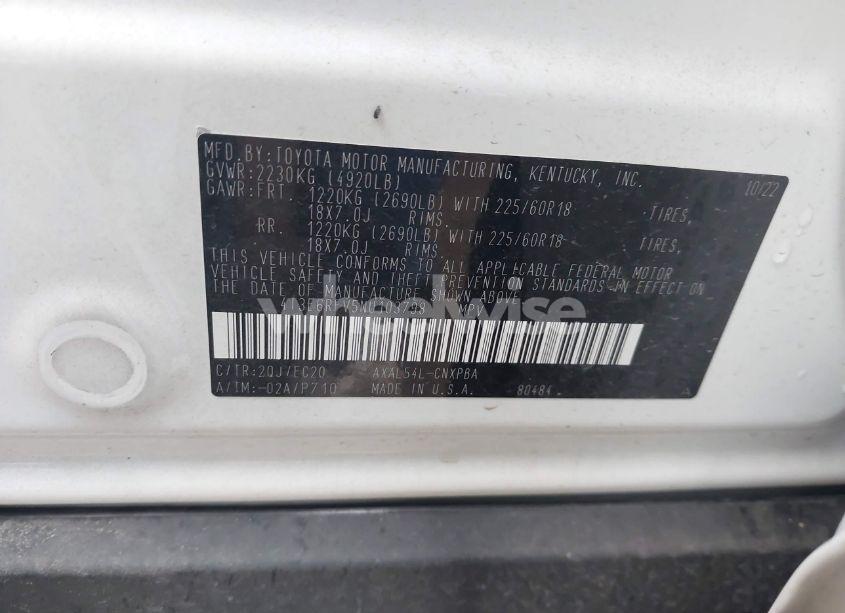 MFD.BY:TOYOTA MOTOR MANUFACTURING, KENTUCKY, INC. 10/22
GVWR:2230KG (4920LB)
GAWR:FRT. 1220KG (2690LB) WITH 225/60R18 TIRES,
18X7.0J RIMS.
RR. 1220KG (2690LB) WITH 225/60R18 TIRES,
18X7.0J RIMS.
THIS VEHICLE CONFORMS TO ALL APPLICABLE FEDERAL MOTOR
VEHICLE SAFETY AND THEFT PREVENTION STANDARDS IN EFFECT ON
THE DATE OF MANUFACTURE SHOWN ABOVE.
MPV
wheelwise
C/TR:2QJ/EC20 AXAL54L-CNXPBA
A/TM:-02A/P710 MADE IN U.S.A. 80484